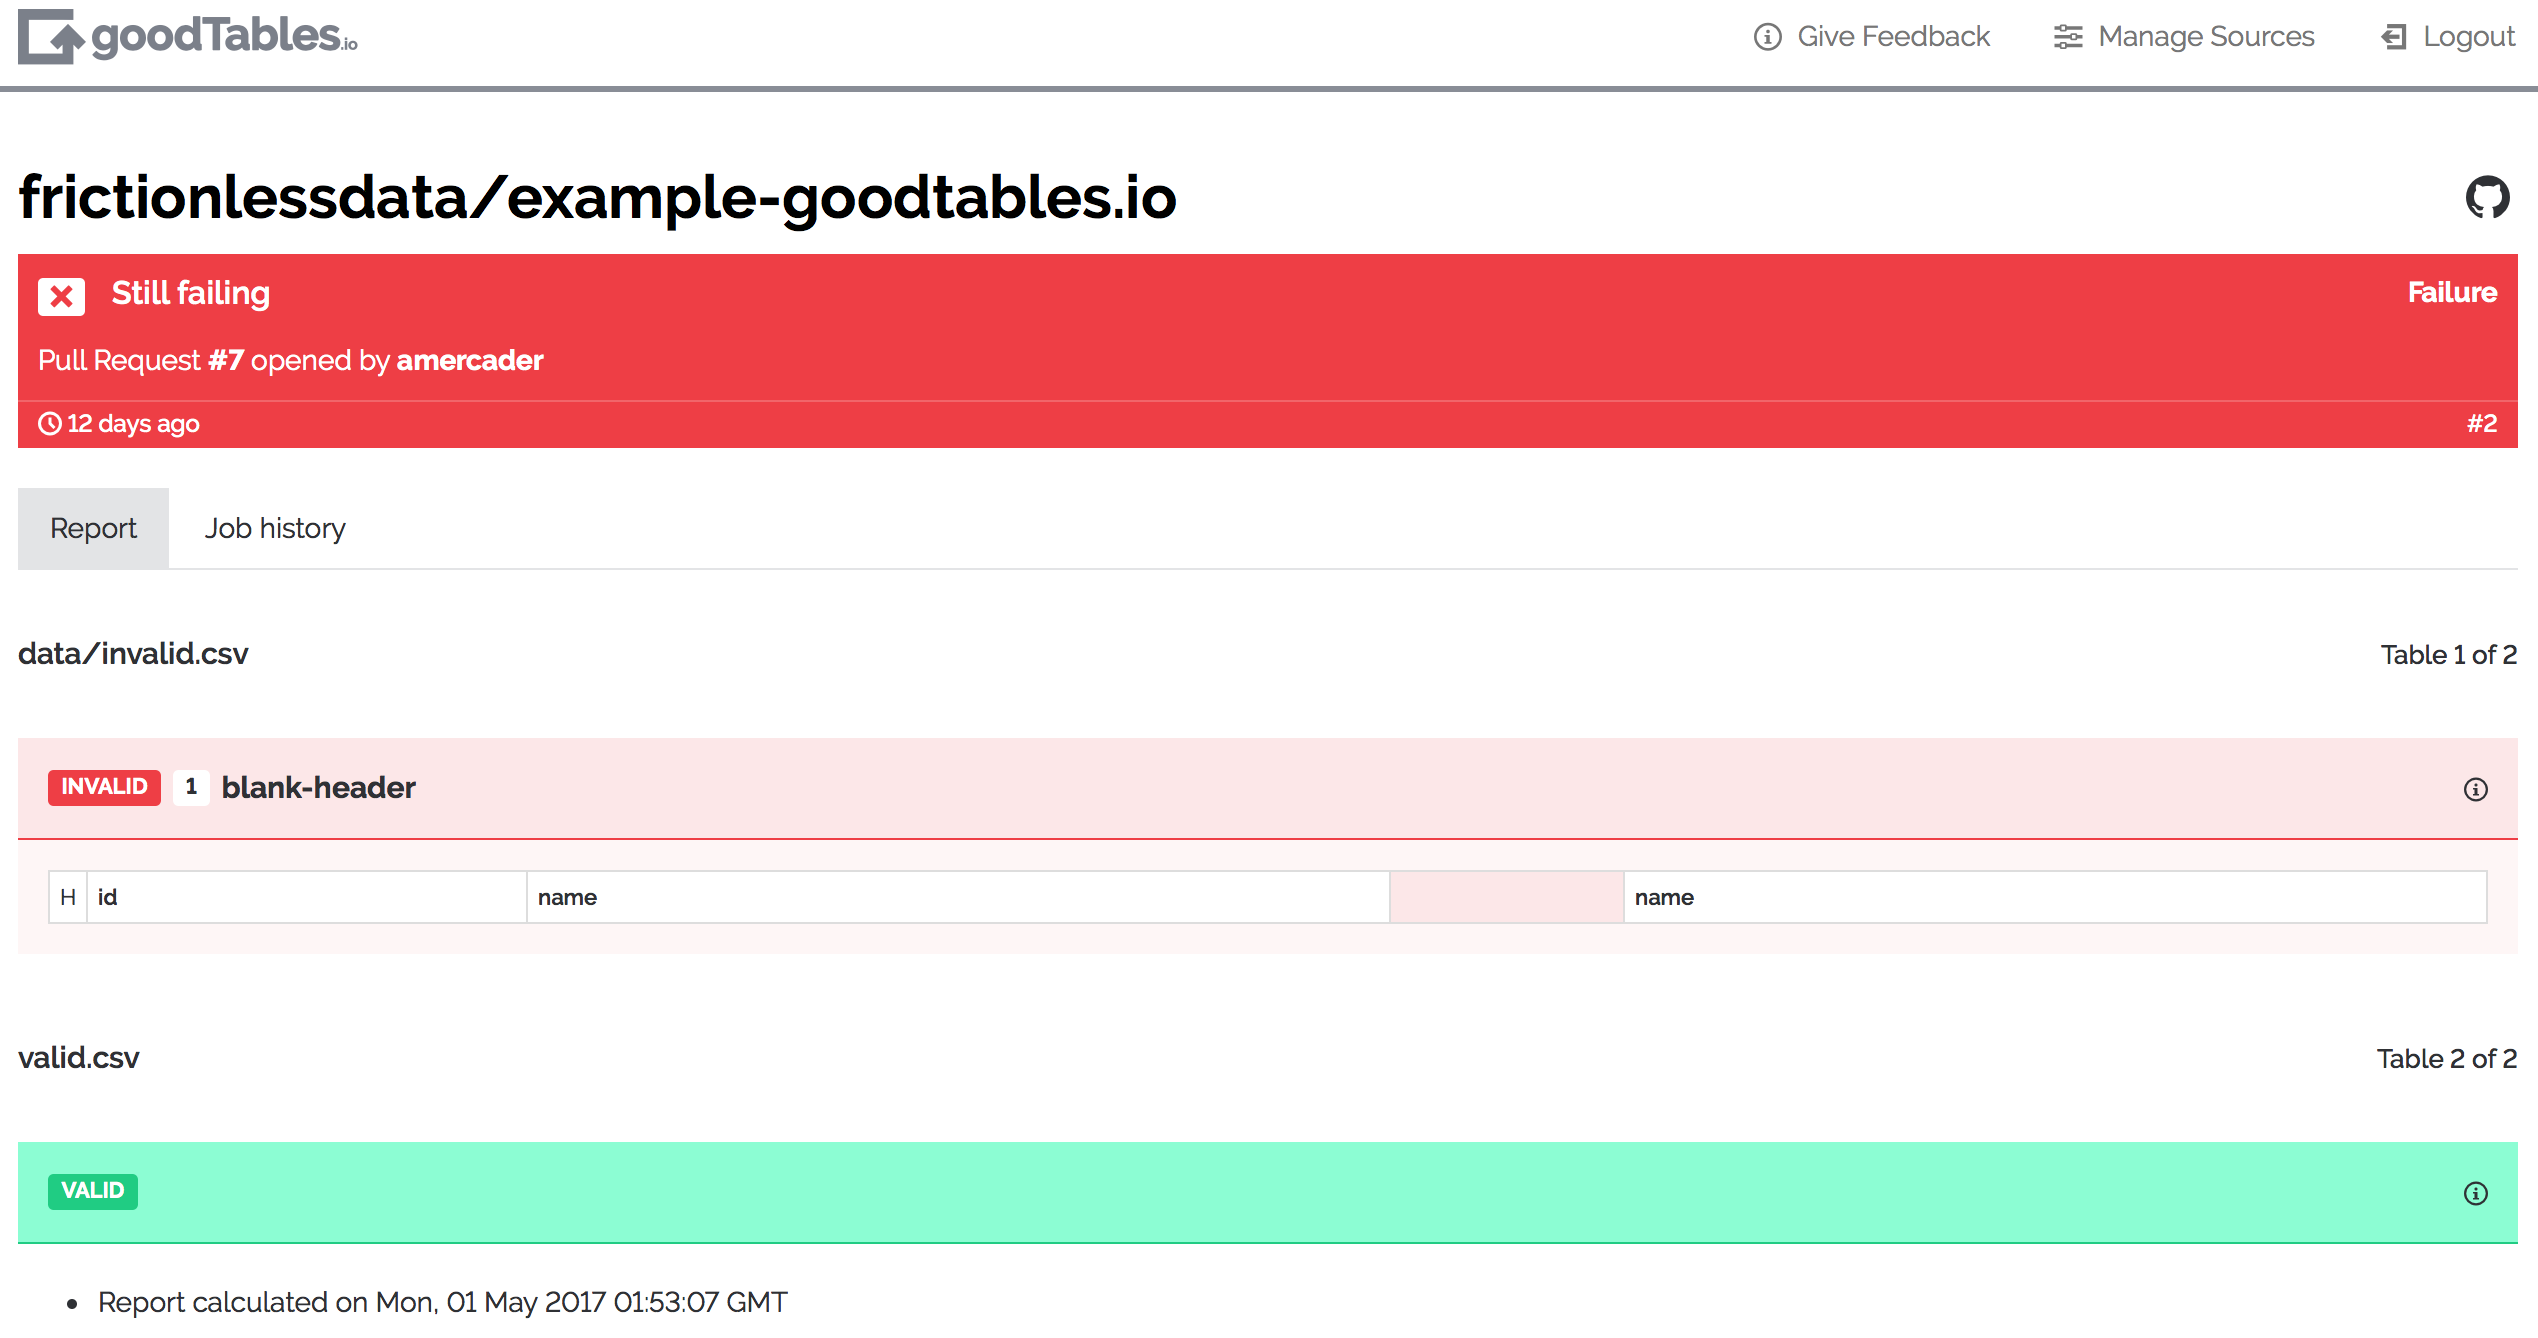 goodTables.io
Give Feedback
Manage Sources
Logout
frictionlessdata/example-goodtables.io
Still failing
Failure
Pull Request #7 opened by amercader
12 days ago
#2
Report
Job history
data/invalid.csv
Table 1 of 2
INVALID 1 blank-header
H id name name
valid.csv
Table 2 of 2
VALID
Report calculated on Mon, 01 May 2017 01:53:07 GMT